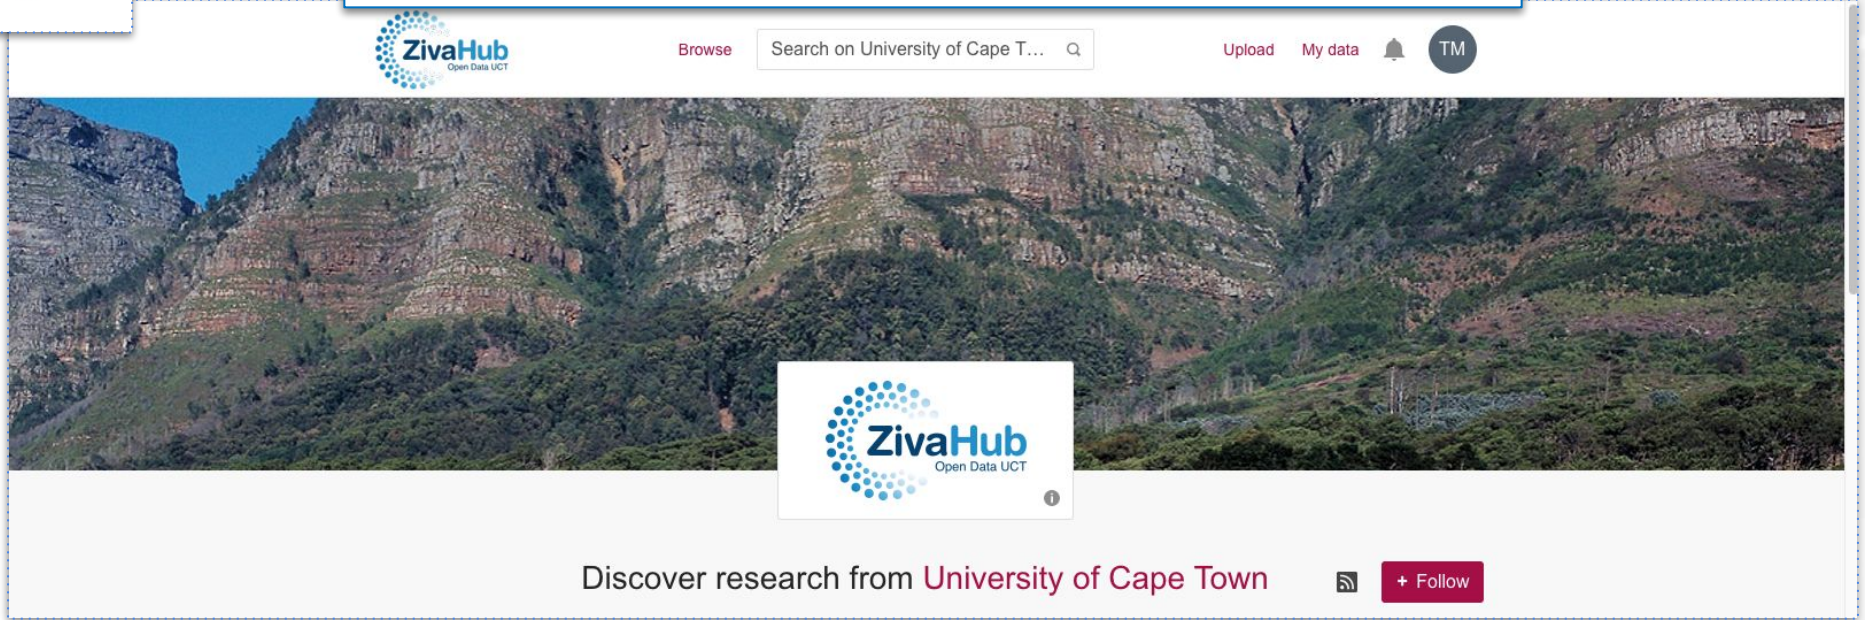 ZivaHub
Open Data UCT
Browse
Search on University of Cape T...
Upload
My data
TM
ZivaHub
Open Data UCT
Discover research from University of Cape Town
+ Follow